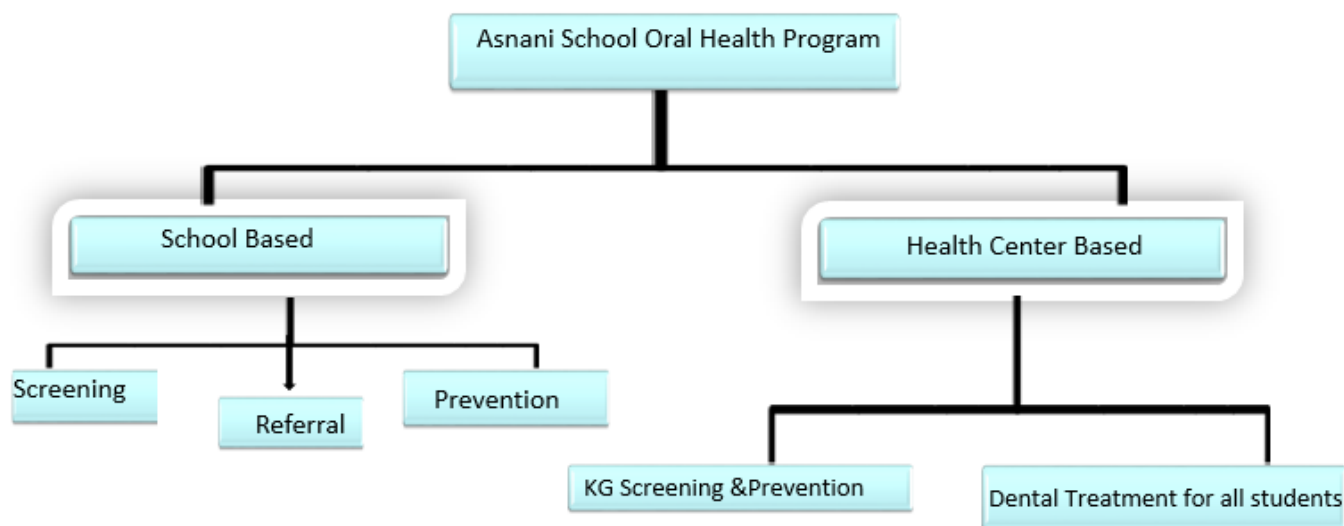 Asnani School Oral Health Program
School Based
Health Center Based
Screening
Referral
Prevention
KG Screening &Prevention
Dental Treatment for all students